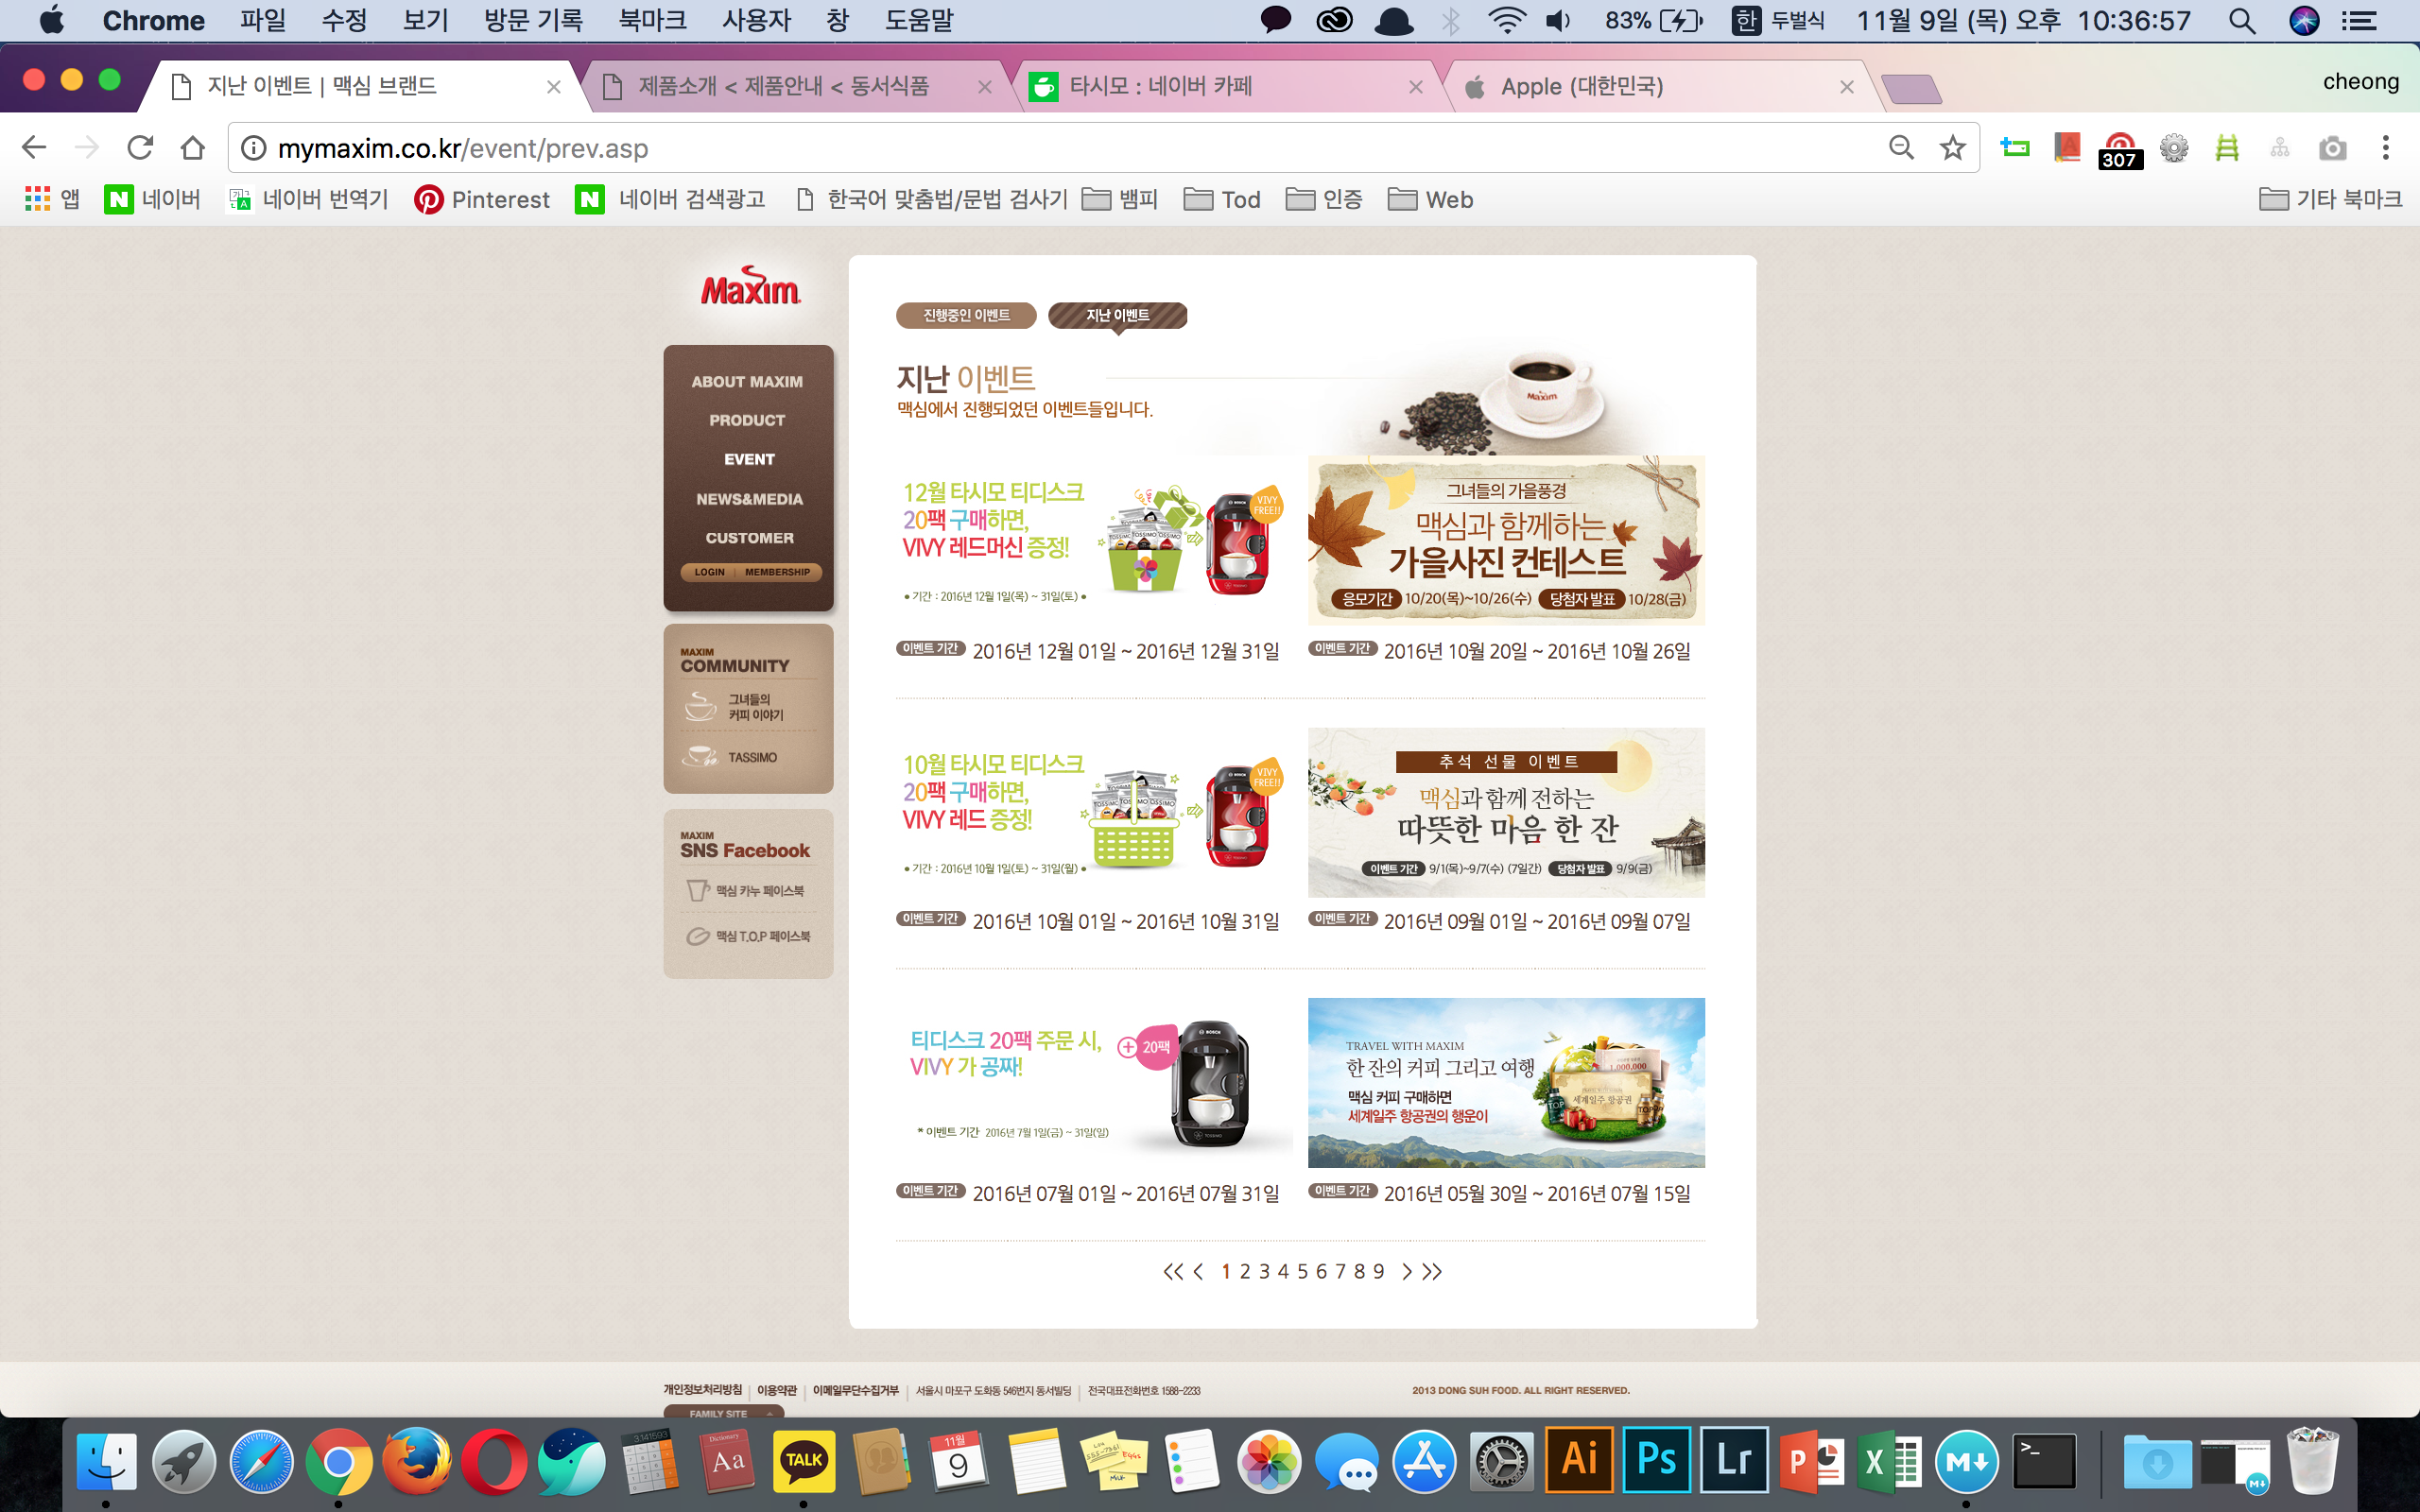 Chrome 파일 수정 보기 방문 기록 북마크 사용자 창 도움말 83% 한 두벌식 11월 9일 (목) 오후 10:36:57
지난 이벤트 | 맥심 브랜드
제품소개 < 제품안내 < 동서식품
타시모 : 네이버 카페
Apple (대한민국)
cheong
mymaxim.co.kr/event/prev.asp
307
앱 네이버 네이버 번역기 Pinterest 네이버 검색광고 한국어 맞춤법/문법 검사기 뱀피 Tod 인증 Web 기타 북마크
Maxim
ABOUT MAXIM
PRODUCT
EVENT
NEWS&MEDIA
CUSTOMER
LOGIN | MEMBERSHIP
MAXIM
COMMUNITY
그녀들의
커피 이야기
TASSIMO
MAXIM
SNS Facebook
맥심 카누 페이스북
맥심 T.O.P 페이스북
진행중인 이벤트 지난 이벤트
지난 이벤트
맥심에서 진행되었던 이벤트들입니다.
Maxim
12월 타시모 티디스크
20팩 구매하면,
VIVY 레드머신 증정!
VIVY
FREE!!
• 기간 : 2016년 12월 1일(목) ~ 31일(토) •
이벤트 기간 2016년 12월 01일 ~ 2016년 12월 31일
그녀들의 가을풍경
맥심과 함께하는
가을사진 컨테스트
응모기간 10/20(목)~10/26(수) 당첨자 발표 10/28(금)
이벤트 기간 2016년 10월 20일 ~ 2016년 10월 26일
10월 타시모 티디스크
20팩 구매하면,
VIVY 레드 증정!
VIVY
FREE!!
• 기간 : 2016년 10월 1일(토) ~ 31일(월) •
이벤트 기간 2016년 10월 01일 ~ 2016년 10월 31일
추석 선물 이벤트
맥심과 함께 전하는
따뜻한 마음 한 잔
이벤트 기간 9/1(목)~9/7(수) (7일간) 당첨자 발표 9/9(금)
이벤트 기간 2016년 09월 01일 ~ 2016년 09월 07일
티디스크 20팩 주문 시,
VIVY 가 공짜!
20팩
BOSCH
* 이벤트 기간 2016년 7월 1일(금) ~ 31일(일)
이벤트 기간 2016년 07월 01일 ~ 2016년 07월 31일
TRAVEL WITH MAXIM
한 잔의 커피 그리고 여행
맥심 커피 구매하면
세계일주 항공권의 행운이
1,000,000
세계일주 항공권
TOP
이벤트 기간 2016년 05월 30일 ~ 2016년 07월 15일
<< < 1 2 3 4 5 6 7 8 9 > >>
개인정보처리방침 | 이용약관 | 이메일무단수집거부 | 서울시 마포구 도화동 546번지 동서빌딩 | 전국대표전화번호 1588-2233
2013 DONG SUH FOOD. ALL RIGHT RESERVED.
FAMILY SITE
3.141593
Dictionary
Aa
TALK
11월
9
Eggs
Milk
Ai
Ps
Lr
P
X
M
>_